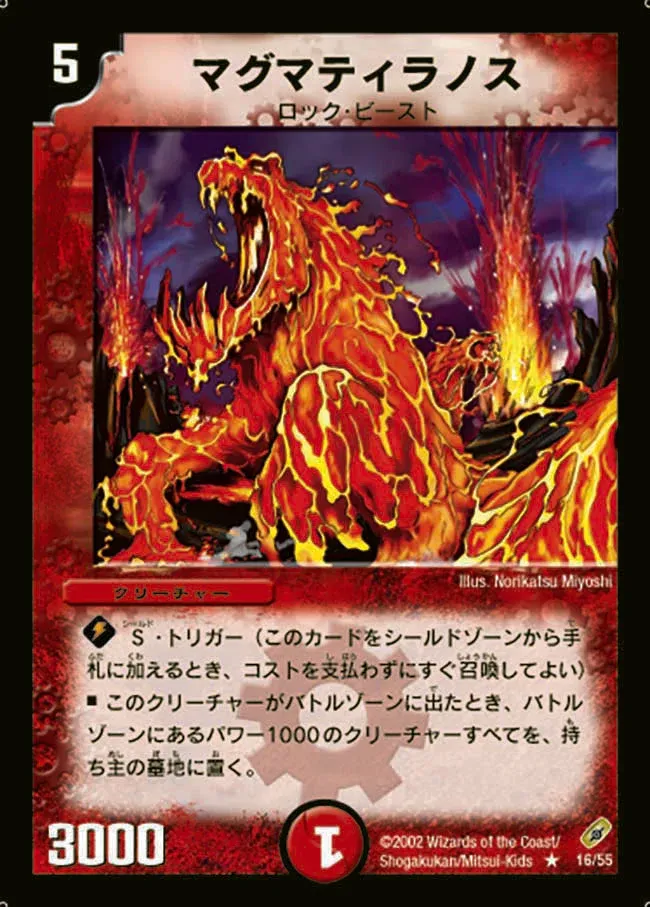 5
マグマティラノス
ロック・ビースト
Illus. Norikatsu Miyoshi
クリーチャー
S・トリガー（このカードをシールドゾーンから手
札に加えるとき、コストを支払わずにすぐ召喚してよい）
■ このクリーチャーがバトルゾーンに出たとき、バトル
ゾーンにあるパワー1000のクリーチャーすべてを、持
ち主の墓地に置く。
3000
1
©2002 Wizards of the Coast/
Shogakukan/Mitsui-Kids ★ 16/55